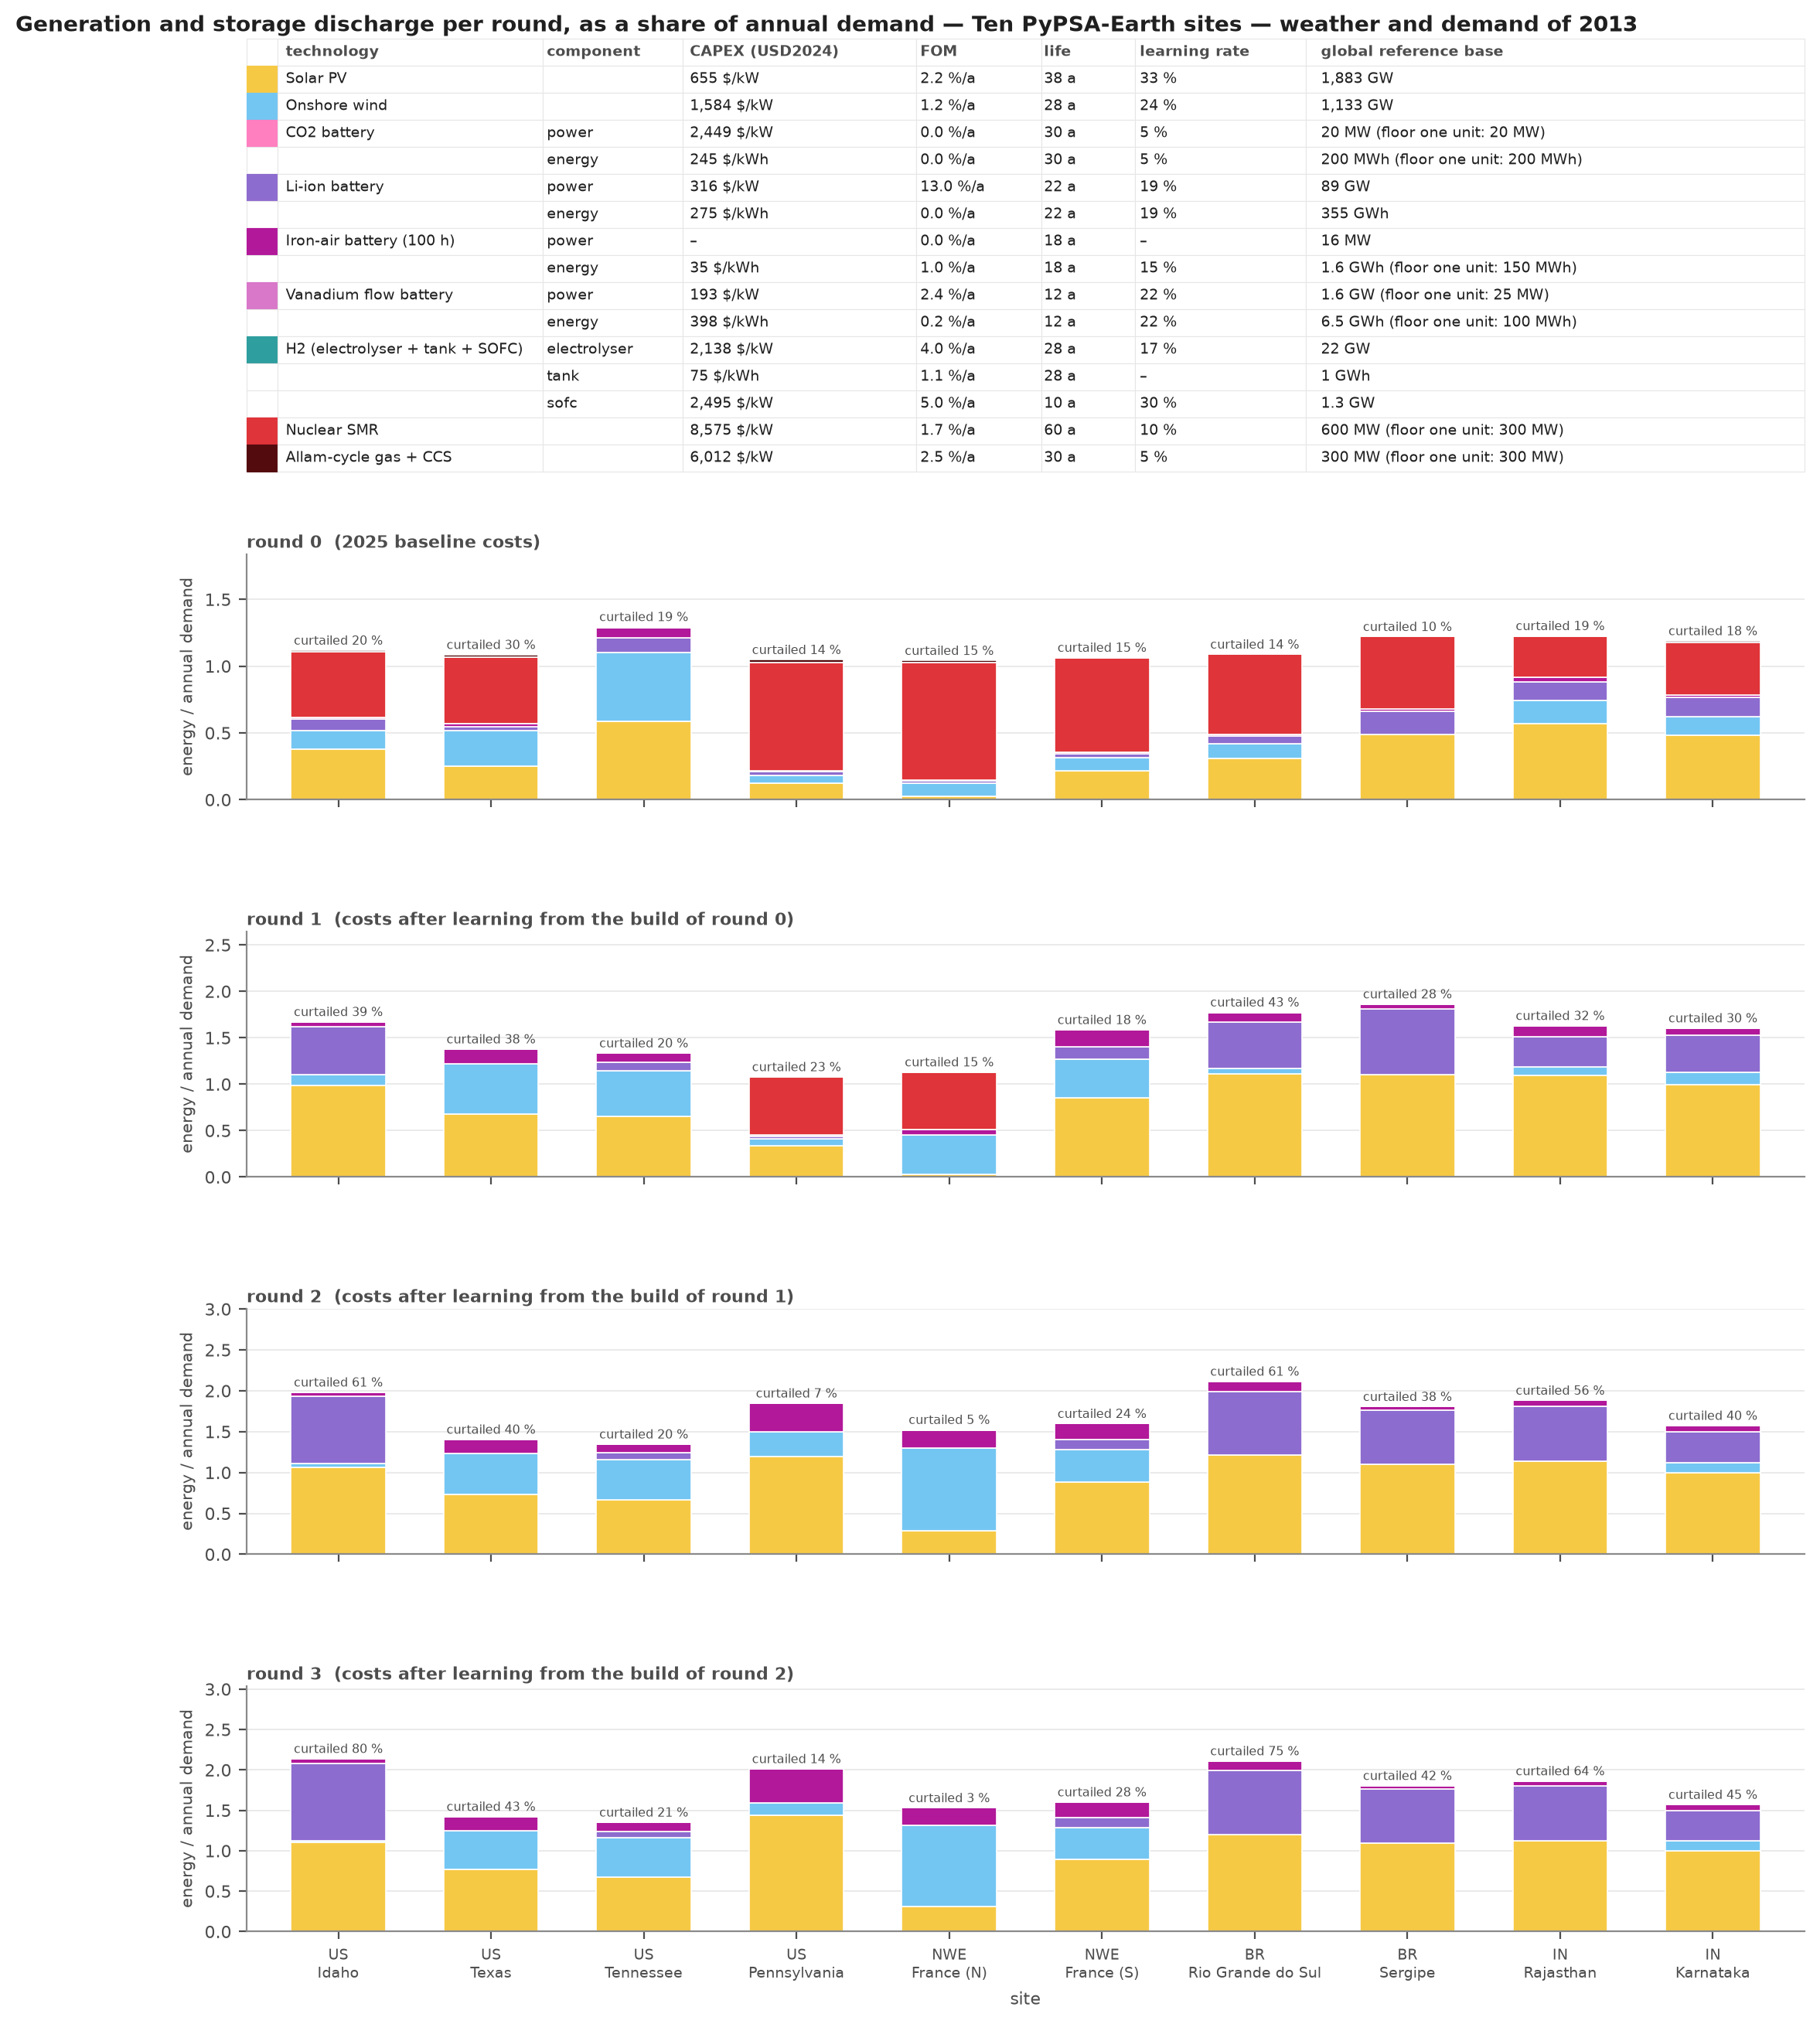 Generation and storage discharge per round, as a share of annual demand — Ten PyPSA-Earth sites — weather and demand of 2013
technology component CAPEX (USD2024) FOM life learning rate global reference base
Solar PV 655 $/kW 2.2 %/a 38 a 33 % 1,883 GW
Onshore wind 1,584 $/kW 1.2 %/a 28 a 24 % 1,133 GW
CO2 battery power 2,449 $/kW 0.0 %/a 30 a 5 % 20 MW (floor one unit: 20 MW)
energy 245 $/kWh 0.0 %/a 30 a 5 % 200 MWh (floor one unit: 200 MWh)
Li-ion battery power 316 $/kW 13.0 %/a 22 a 19 % 89 GW
energy 275 $/kWh 0.0 %/a 22 a 19 % 355 GWh
Iron-air battery (100 h) power – 0.0 %/a 18 a – 16 MW
energy 35 $/kWh 1.0 %/a 18 a 15 % 1.6 GWh (floor one unit: 150 MWh)
Vanadium flow battery power 193 $/kW 2.4 %/a 12 a 22 % 1.6 GW (floor one unit: 25 MW)
energy 398 $/kWh 0.2 %/a 12 a 22 % 6.5 GWh (floor one unit: 100 MWh)
H2 (electrolyser + tank + SOFC) electrolyser 2,138 $/kW 4.0 %/a 28 a 17 % 22 GW
tank 75 $/kWh 1.1 %/a 28 a – 1 GWh
sofc 2,495 $/kW 5.0 %/a 10 a 30 % 1.3 GW
Nuclear SMR 8,575 $/kW 1.7 %/a 60 a 10 % 600 MW (floor one unit: 300 MW)
Allam-cycle gas + CCS 6,012 $/kW 2.5 %/a 30 a 5 % 300 MW (floor one unit: 300 MW)
round 0 (2025 baseline costs)
energy / annual demand
1.5
1.0
0.5
0.0
curtailed 20 % curtailed 30 % curtailed 19 % curtailed 14 % curtailed 15 % curtailed 15 % curtailed 14 % curtailed 10 % curtailed 19 % curtailed 18 %
round 1 (costs after learning from the build of round 0)
energy / annual demand
2.5
2.0
1.5
1.0
0.5
0.0
curtailed 39 % curtailed 38 % curtailed 20 % curtailed 23 % curtailed 15 % curtailed 18 % curtailed 43 % curtailed 28 % curtailed 32 % curtailed 30 %
round 2 (costs after learning from the build of round 1)
energy / annual demand
3.0
2.5
2.0
1.5
1.0
0.5
0.0
curtailed 61 % curtailed 40 % curtailed 20 % curtailed 7 % curtailed 5 % curtailed 24 % curtailed 61 % curtailed 38 % curtailed 56 % curtailed 40 %
round 3 (costs after learning from the build of round 2)
energy / annual demand
3.0
2.5
2.0
1.5
1.0
0.5
0.0
curtailed 80 % curtailed 43 % curtailed 21 % curtailed 14 % curtailed 3 % curtailed 28 % curtailed 75 % curtailed 42 % curtailed 64 % curtailed 45 %
US US US US NWE NWE BR BR IN IN
Idaho Texas Tennessee Pennsylvania France (N) France (S) Rio Grande do Sul Sergipe Rajasthan Karnataka
site